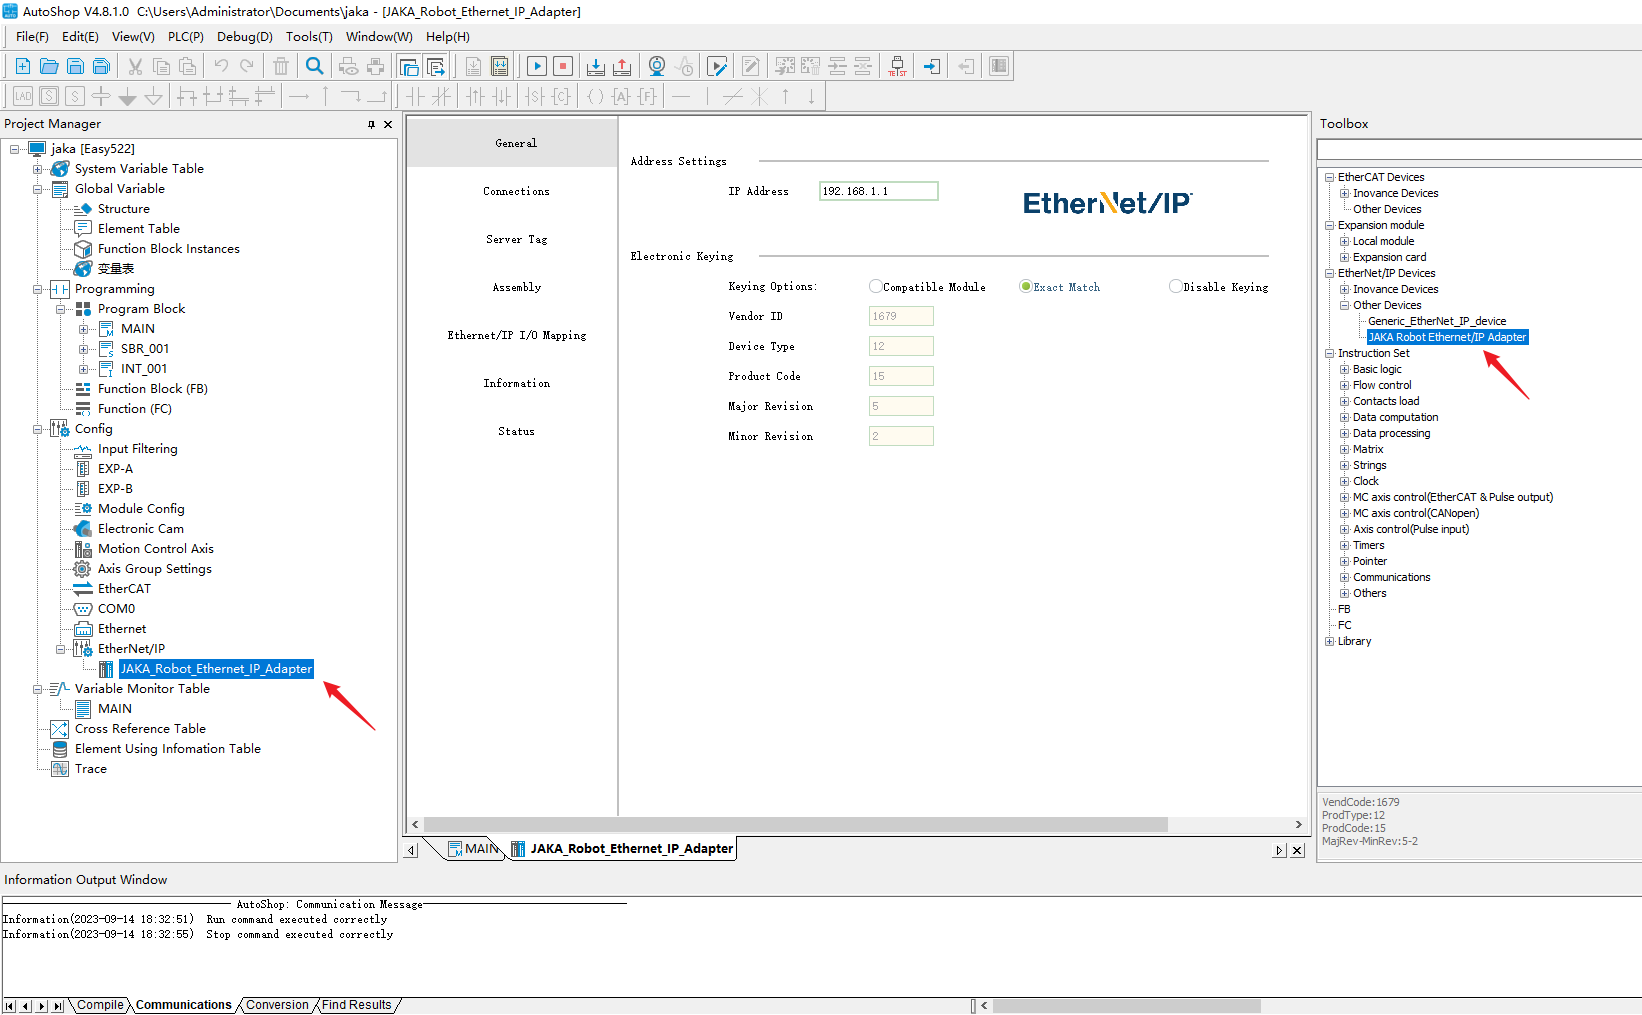 AutoShop V4.8.1.0  C:\Users\Administrator\Documents\jaka - [JAKA_Robot_Ethernet_IP_Adapter]
File(F) Edit(E) View(V) PLC(P) Debug(D) Tools(T) Window(W) Help(H)
TEST
LAD
Project Manager
jaka [Easy522]
System Variable Table
Global Variable
Structure
Element Table
Function Block Instances
变量表
Programming
Program Block
MAIN
SBR_001
INT_001
Function Block (FB)
Function (FC)
Config
Input Filtering
EXP-A
EXP-B
Module Config
Electronic Cam
Motion Control Axis
Axis Group Settings
EtherCAT
COM0
Ethernet
EtherNet/IP
JAKA_Robot_Ethernet_IP_Adapter
Variable Monitor Table
MAIN
Cross Reference Table
Element Using Infomation Table
Trace
General
Connections
Server Tag
Assembly
Ethernet/IP I/O Mapping
Information
Status
Address Settings
IP Address 192.168.1.1
EtherNet/IP
Electronic Keying
Keying Options: Compatible Module Exact Match Disable Keying
Vendor ID 1679
Device Type 12
Product Code 15
Major Revision 5
Minor Revision 2
MAIN JAKA_Robot_Ethernet_IP_Adapter
Toolbox
EtherCAT Devices
Inovance Devices
Other Devices
Expansion module
Local module
Expansion card
EtherNet/IP Devices
Inovance Devices
Other Devices
Generic_EtherNet_IP_device
JAKA Robot Ethernet/IP Adapter
Instruction Set
Basic logic
Flow control
Contacts load
Data computation
Data processing
Matrix
Strings
Clock
MC axis control(EtherCAT & Pulse output)
MC axis control(CANopen)
Axis control(Pulse input)
Timers
Pointer
Communications
Others
FB
FC
Library
VendCode:1679
ProdType:12
ProdCode:15
MajRev-MinRev:5-2
Information Output Window
AutoShop: Communication Message
Information(2023-09-14 18:32:51)  Run command executed correctly
Information(2023-09-14 18:32:55)  Stop command executed correctly
Compile Communications Conversion Find Results